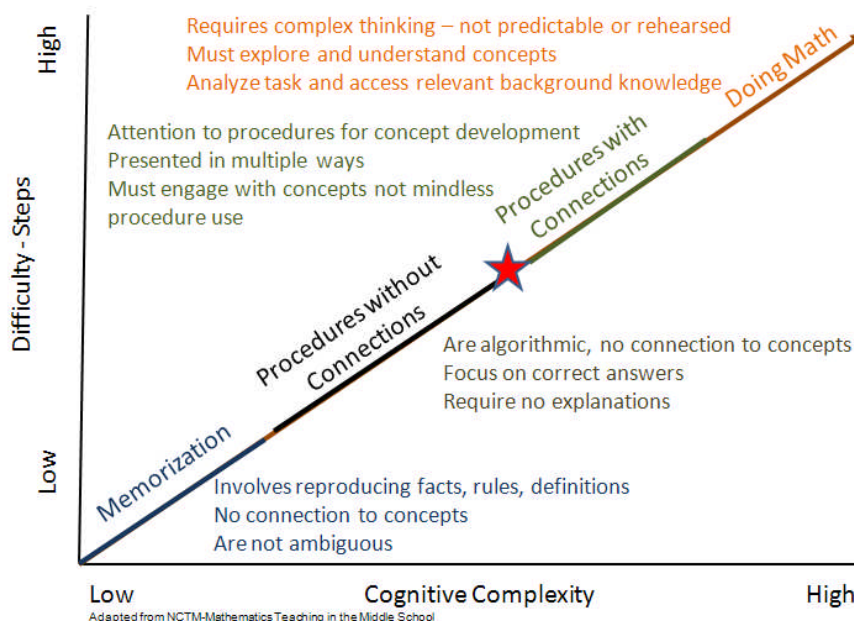 Requires complex thinking – not predictable or rehearsed
Must explore and understand concepts
Analyze task and access relevant background knowledge
Doing Math
High
Attention to procedures for concept development
Presented in multiple ways
Must engage with concepts not mindless
procedure use
Procedures with
Connections
Difficulty - Steps
Procedures without
Connections
Are algorithmic, no connection to concepts
Focus on correct answers
Require no explanations
Memorization
Low
Involves reproducing facts, rules, definitions
No connection to concepts
Are not ambiguous
Low Cognitive Complexity High
Adapted from NCTM-Mathematics Teaching in the Middle School